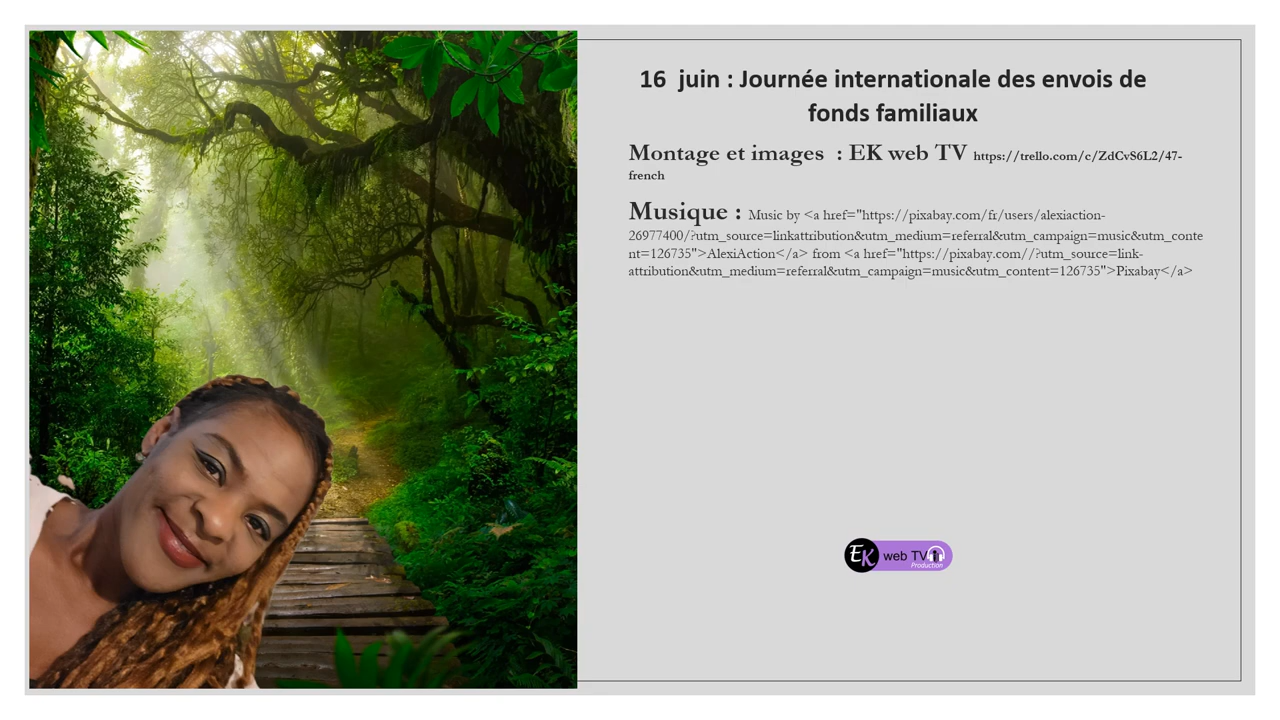 16  juin : Journée internationale des envois de
fonds familiaux
Montage et images  : EK web TV https://trello.com/c/ZdCvS6L2/47-
french
Musique : Music by <a href="https://pixabay.com/fr/users/alexiaction-
26977400/?utm_source=linkattribution&utm_medium=referral&utm_campaign=music&utm_conte
nt=126735">AlexiAction</a> from <a href="https://pixabay.com//?utm_source=link-
attribution&utm_medium=referral&utm_campaign=music&utm_content=126735">Pixabay</a>
EK web TV
Production